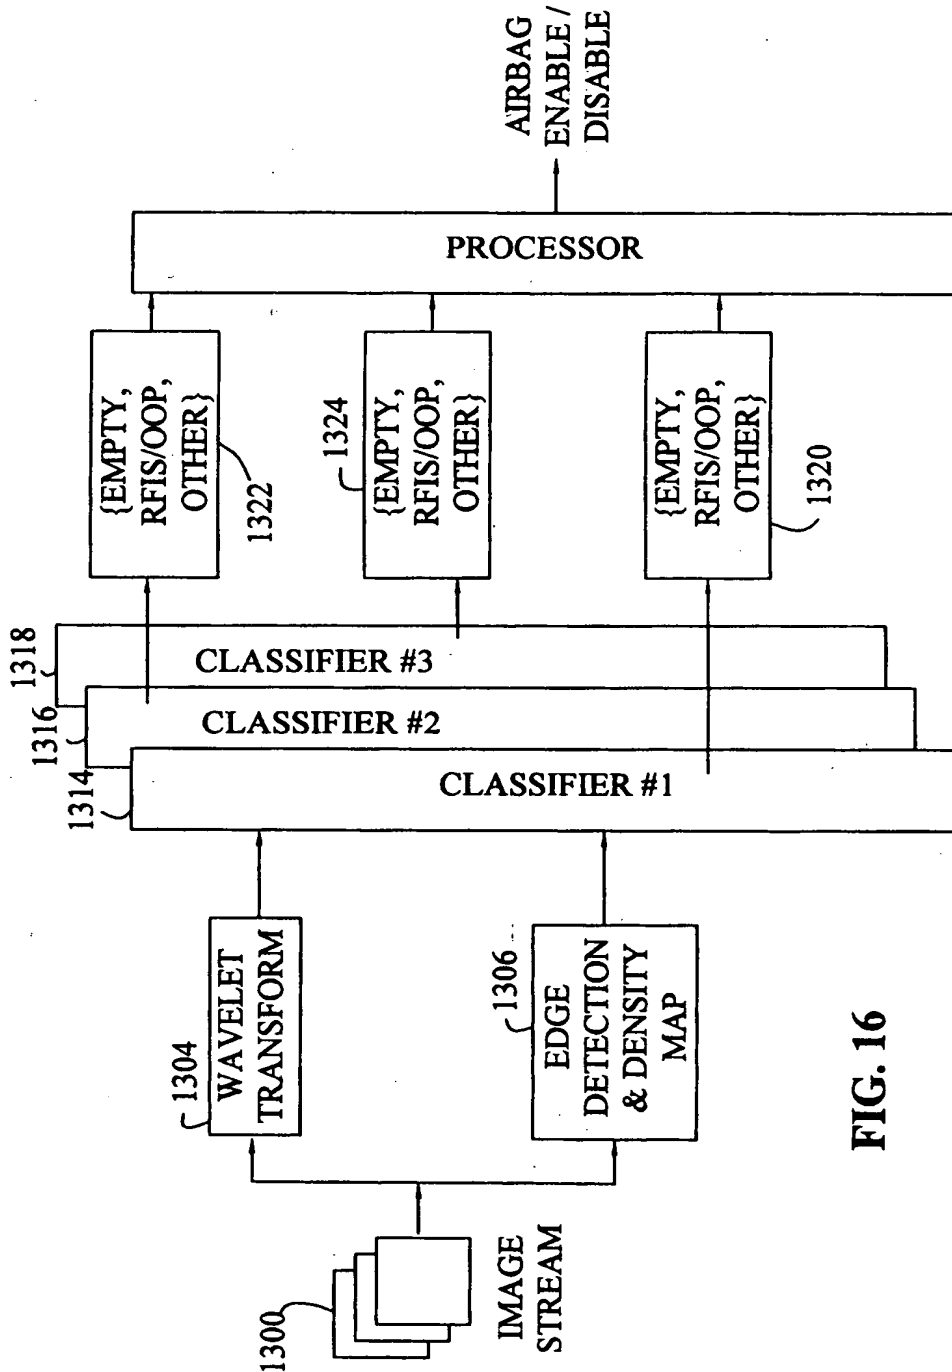 1300
IMAGE
STREAM
1304
WAVELET
TRANSFORM
1306
EDGE
DETECTION
& DENSITY
MAP
1314
1316
1318
CLASSIFIER #1
CLASSIFIER #2
CLASSIFIER #3
{EMPTY,
RFIS/OOP,
OTHER}
1322
1324
{EMPTY,
RFIS/OOP,
OTHER}
{EMPTY,
RFIS/OOP,
OTHER}
1320
PROCESSOR
AIRBAG
ENABLE /
DISABLE
FIG. 16